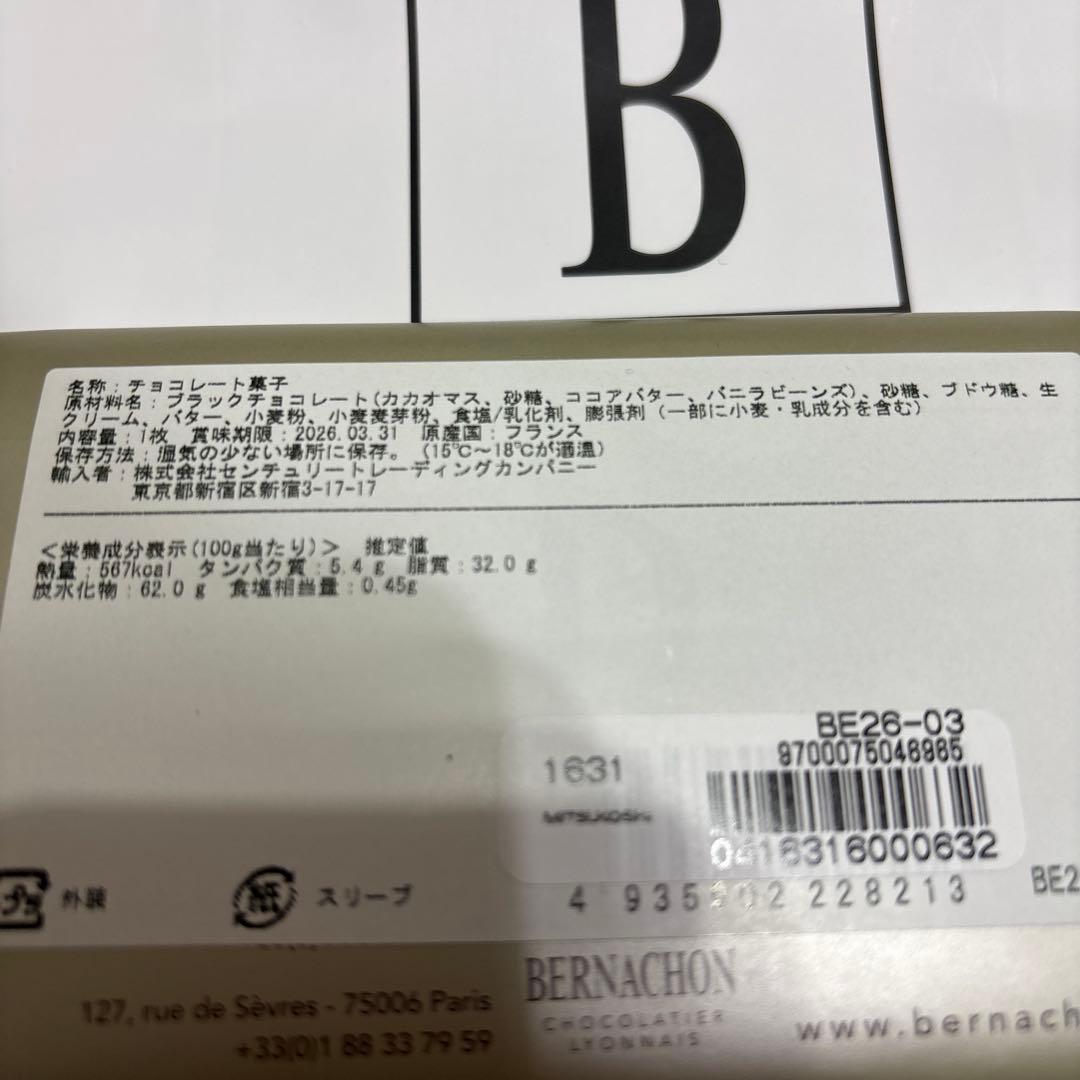 B
名称：チョコレート菓子
原材料名：ブラックチョコレート(カカオマス、砂糖、ココアバター、バニラビーンズ)、砂糖、ブドウ糖、生
クリーム、バター、小麦粉、小麦麦芽粉、食塩/乳化剤、膨張剤（一部に小麦・乳成分を含む）
内容量：1枚　賞味期限：2026.03.31　原産国：フランス
保存方法：湿気の少ない場所に保存。（15℃～18℃が適温）
輸入者：株式会社センチュリートレーディングカンパニー
東京都新宿区新宿3-17-17
＜栄養成分表示(100g当たり)＞　推定値
熱量：567kcal　タンパク質：5.4 g　脂質：32.0 g
炭水化物：62.0 g　食塩相当量：0.45g
BE26-03
9700075048985
1631
MITSUKOSHI
0416316000632
4 935 02 228213
BE2
プラ 外装
紙 スリーブ
BERNACHON
CHOCOLATIER
LYONNAIS
127, rue de Sèvres - 75006 Paris
+33(0)1 88 33 79 59
www.bernach